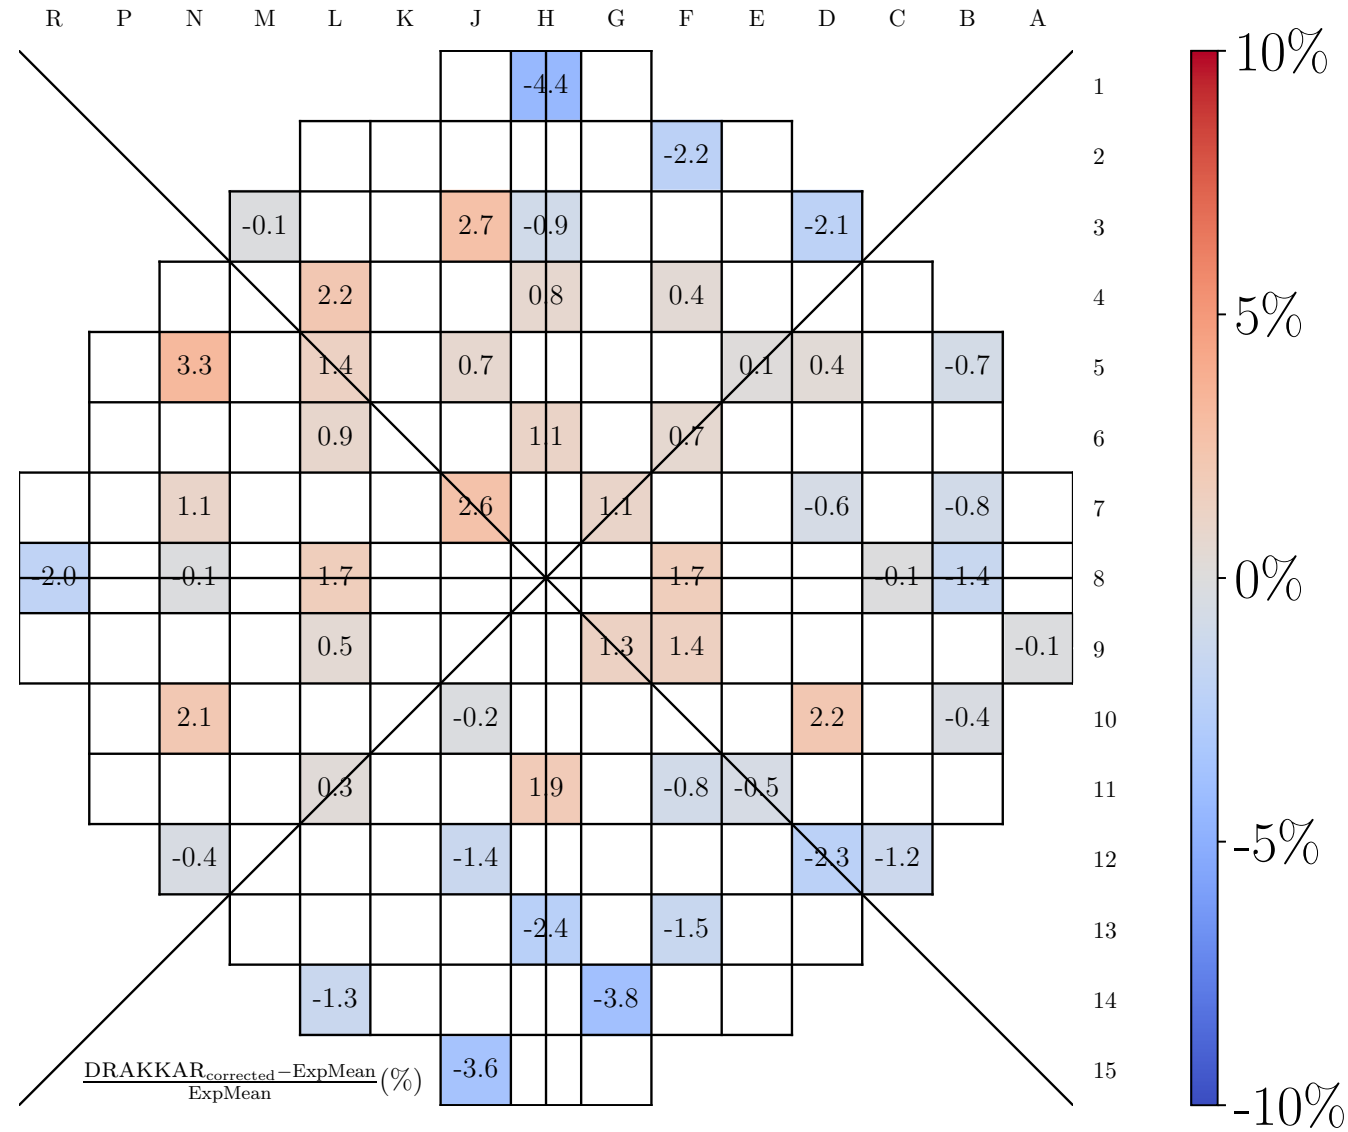 R P N M L K J H G F E D C B A
10%
-4.4 1
-2.2 2
-0.1 2.7 -0.9 -2.1 3
2.2 0.8 0.4 4
5%
3.3 1.4 0.7 0.1 0.4 -0.7 5
0.9 1.1 0.7 6
1.1 2.6 1.1 -0.6 -0.8 7
-2.0 -0.1 1.7 1.7 -0.1 -1.4 8 0%
0.5 1.3 1.4 -0.1 9
2.1 -0.2 2.2 -0.4 10
0.3 1.9 -0.8 -0.5 11
-5%
-0.4 -1.4 -2.3 -1.2 12
-2.4 -1.5 13
-1.3 -3.8 14
-3.6 15
DRAKKARcorrected−ExpMean
ExpMean (%)
-10%